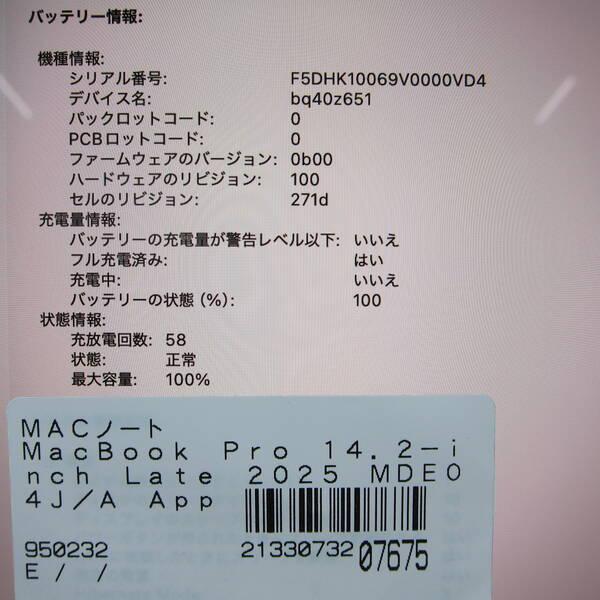 バッテリー情報:
機種情報:
シリアル番号: F5DHK10069V0000VD4
デバイス名: bq40z651
パックロットコード: 0
PCBロットコード: 0
ファームウェアのバージョン: 0b00
ハードウェアのリビジョン: 100
セルのリビジョン: 271d
充電量情報:
バッテリーの充電量が警告レベル以下: いいえ
フル充電済み: はい
充電中: いいえ
バッテリーの状態（%）: 100
状態情報:
充放電回数: 58
状態: 正常
最大容量: 100%
MACノート
MacBook Pro 14.2-i
nch Late 2025 MDE0
4J/A App
950232 21330732 07675
E / /